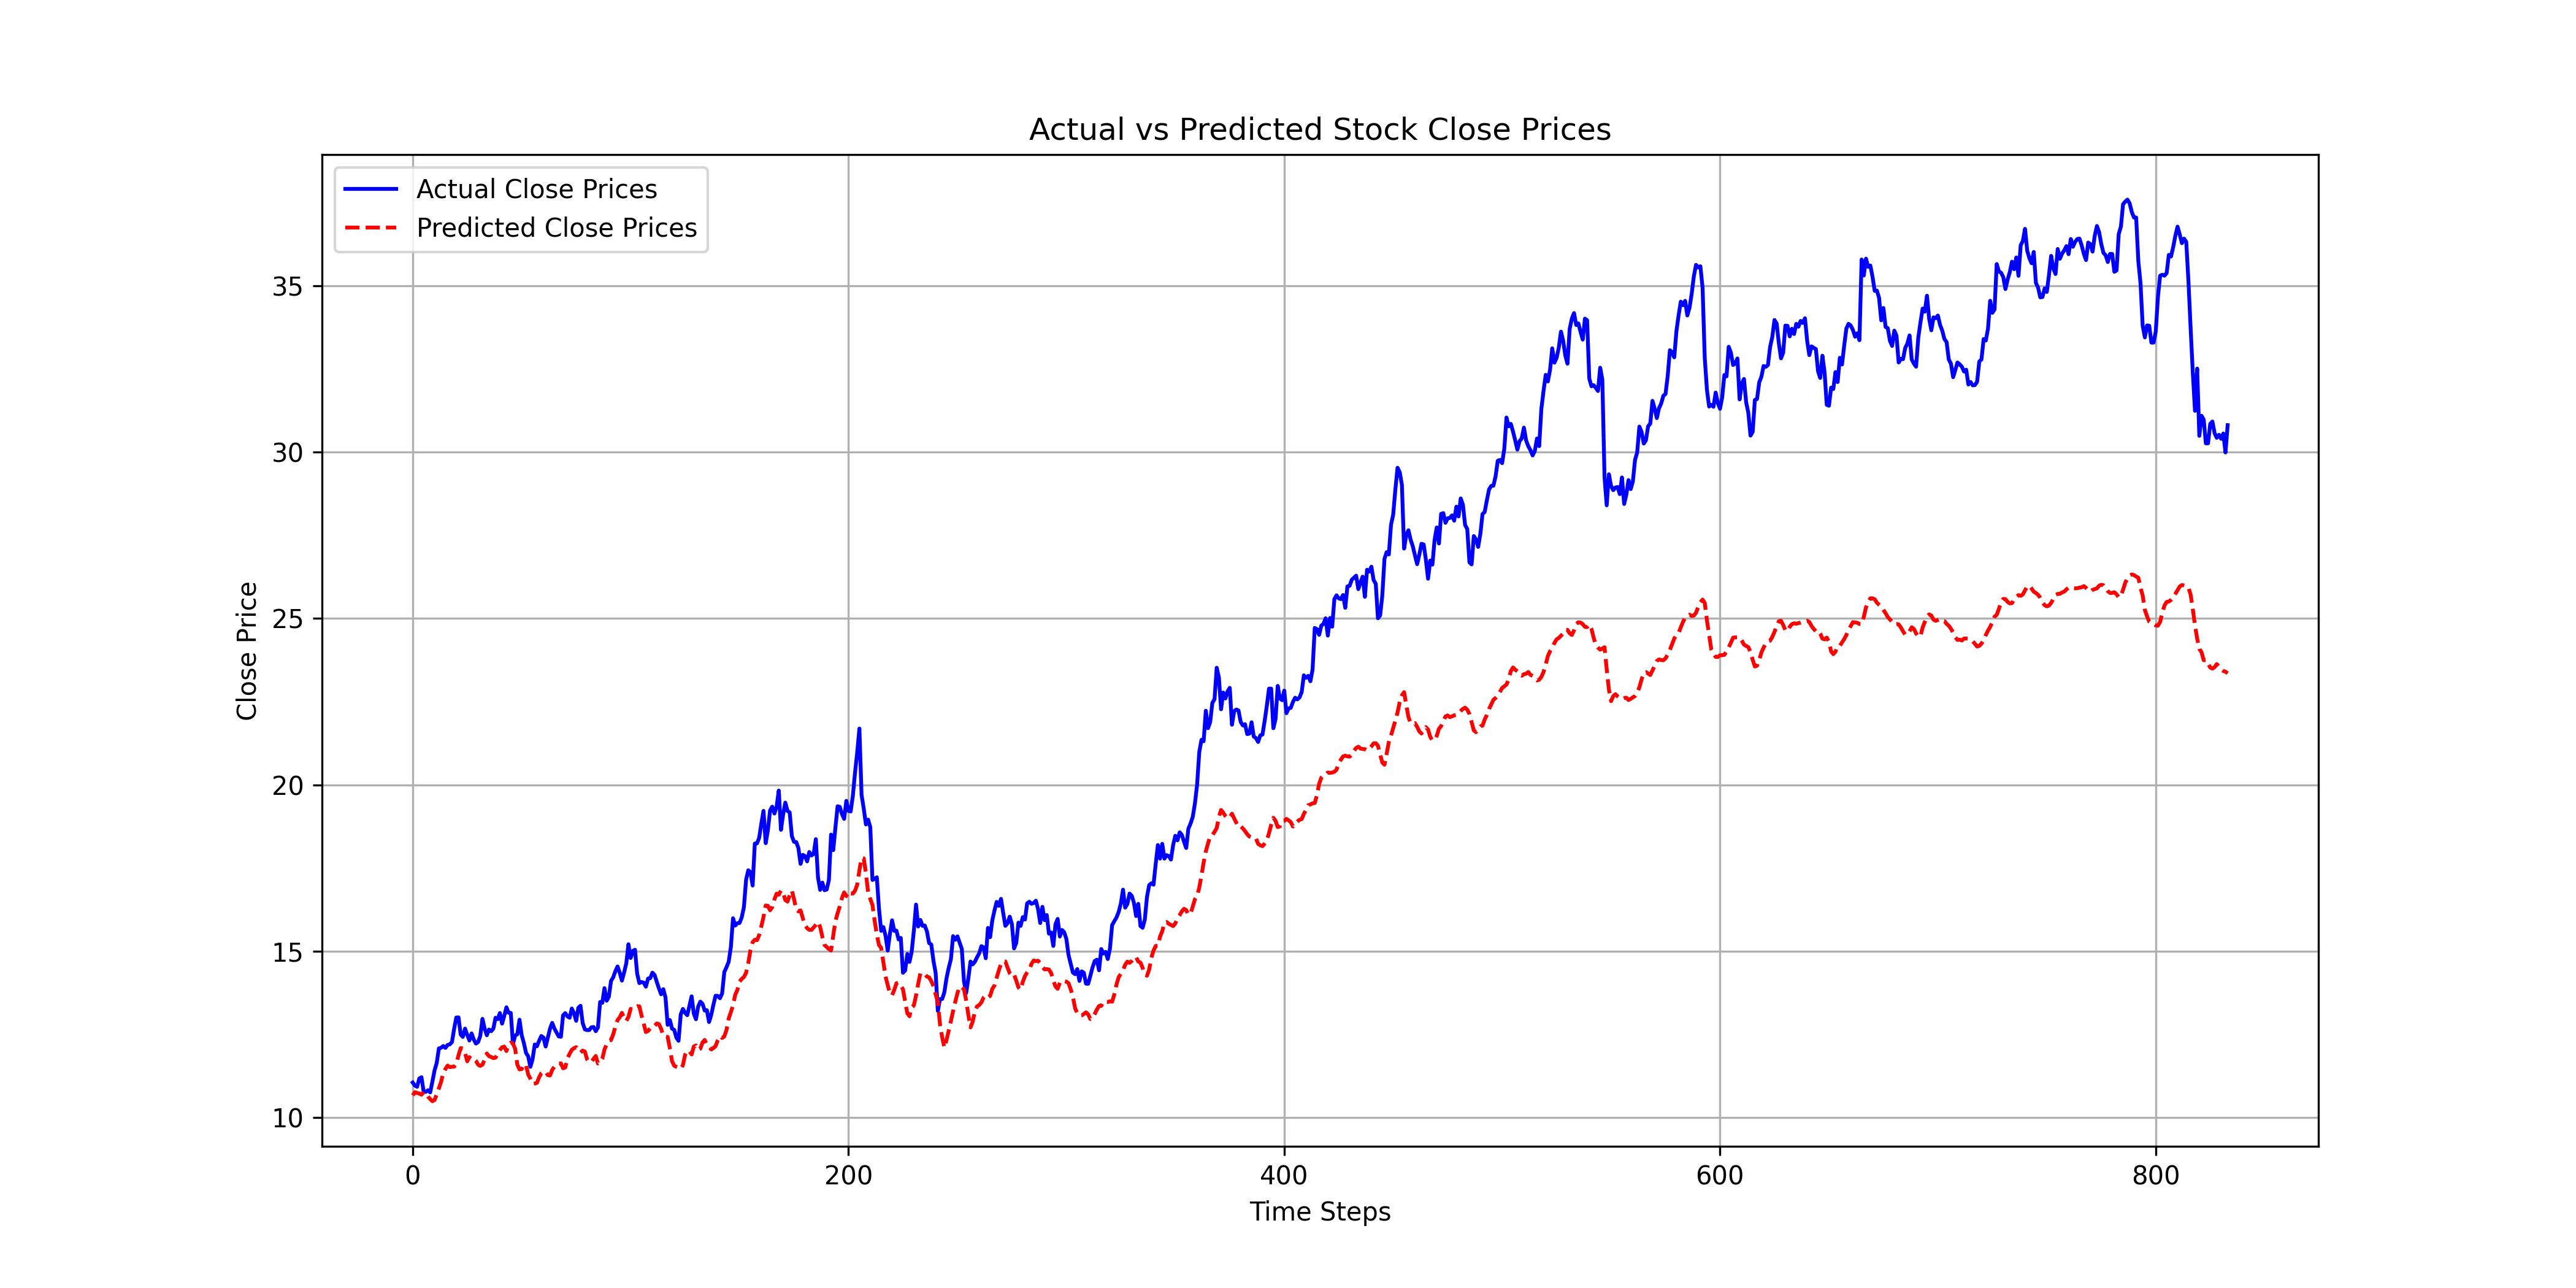 Actual vs Predicted Stock Close Prices
Actual Close Prices
Predicted Close Prices
Close Price
35
30
25
20
15
10
0 200 400 600 800
Time Steps